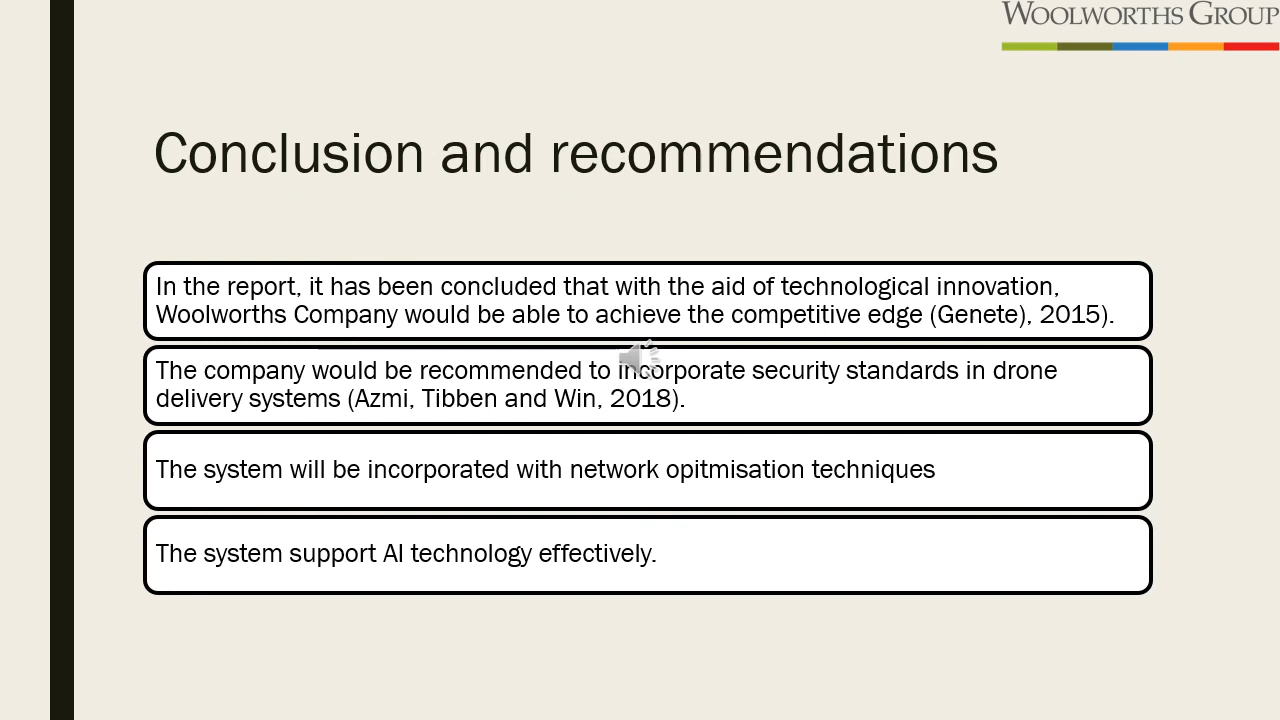 WOOLWORTHS GROUP
Conclusion and recommendations
In the report, it has been concluded that with the aid of technological innovation,
Woolworths Company would be able to achieve the competitive edge (Genete), 2015).
The company would be recommended to incorporate security standards in drone
delivery systems (Azmi, Tibben and Win, 2018).
The system will be incorporated with network opitmisation techniques
The system support AI technology effectively.